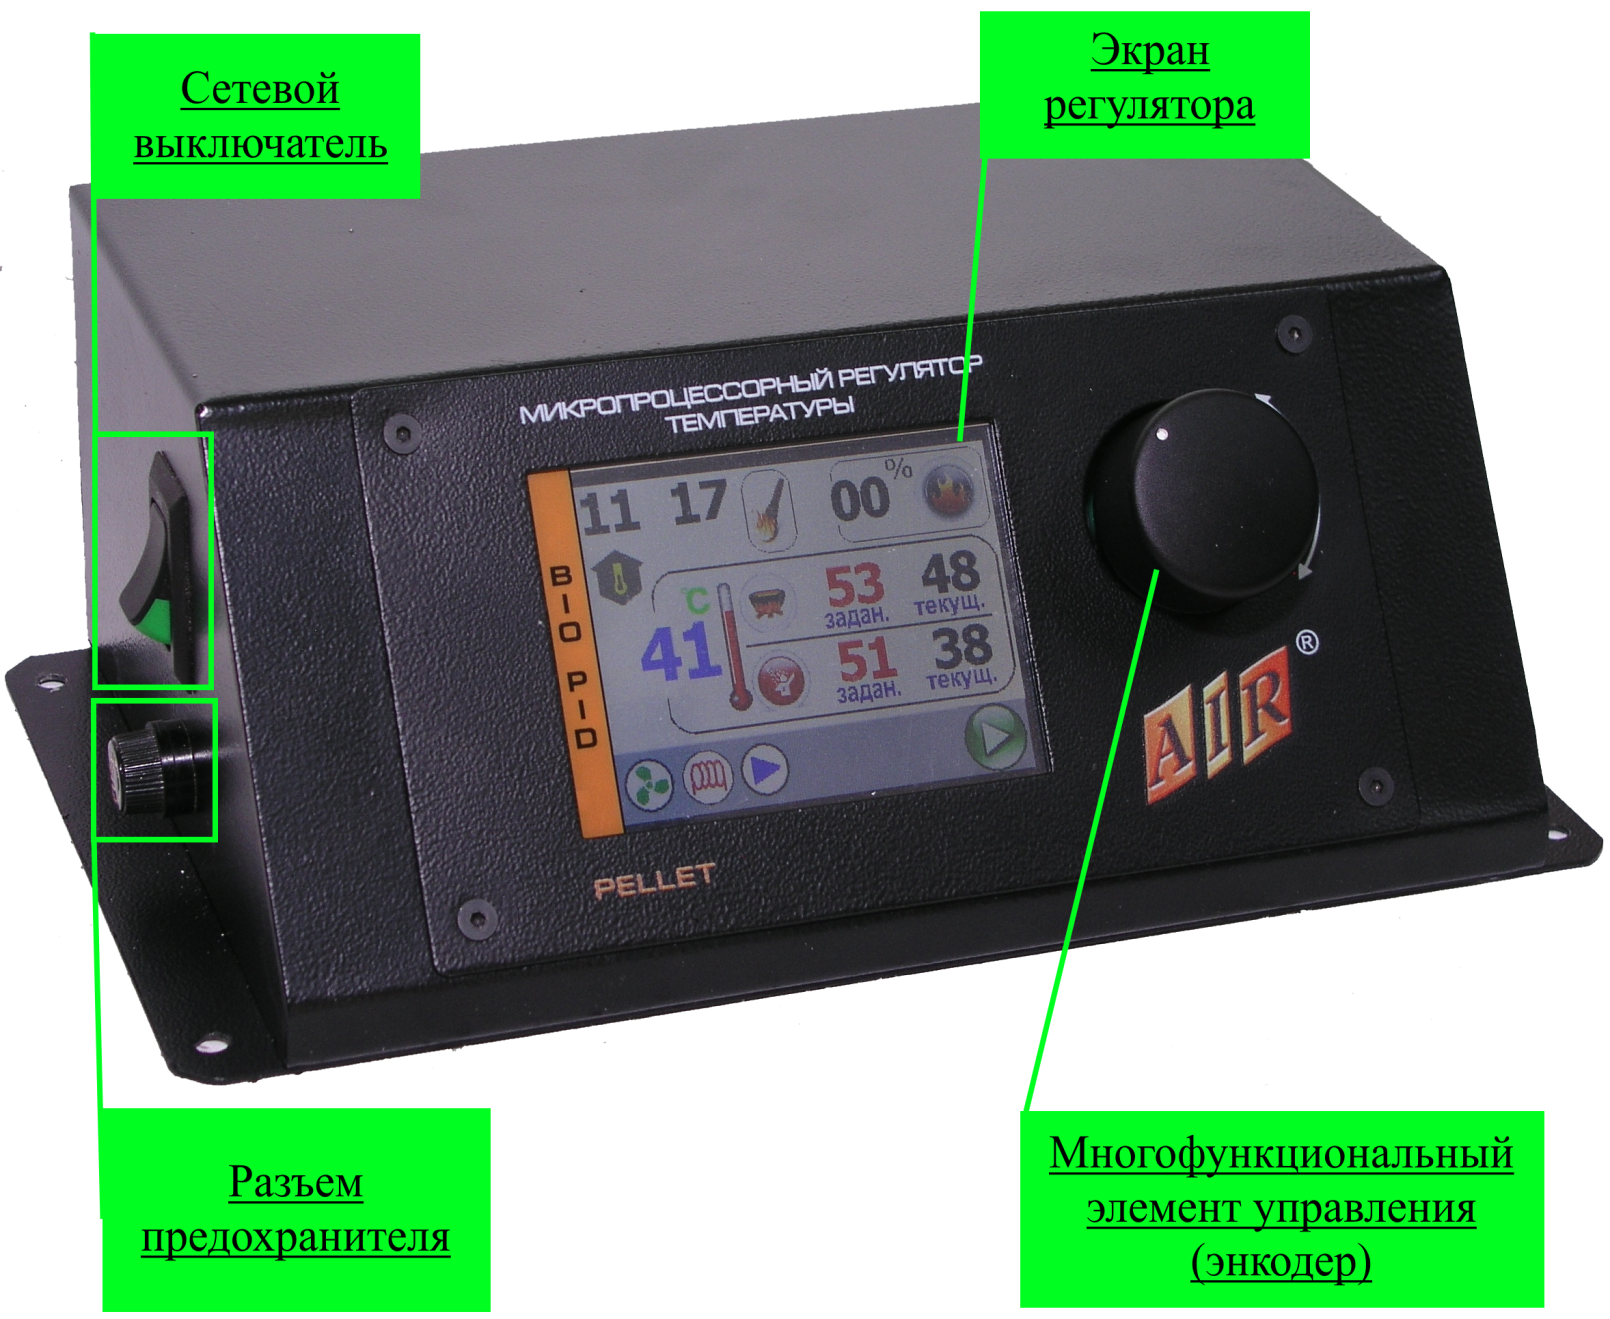 Сетевой
выключатель
Экран
регулятора
МИКРОПРОЦЕССОРНЫЙ РЕГУЛЯТОР
ТЕМПЕРАТУРЫ
BIO PID
11 17 00 %
°C
41
53 48
задан. текущ.
51 38
задан. текущ.
AIR ®
PELLET
Разъем
предохранителя
Многофункциональный
элемент управления
(энкодер)